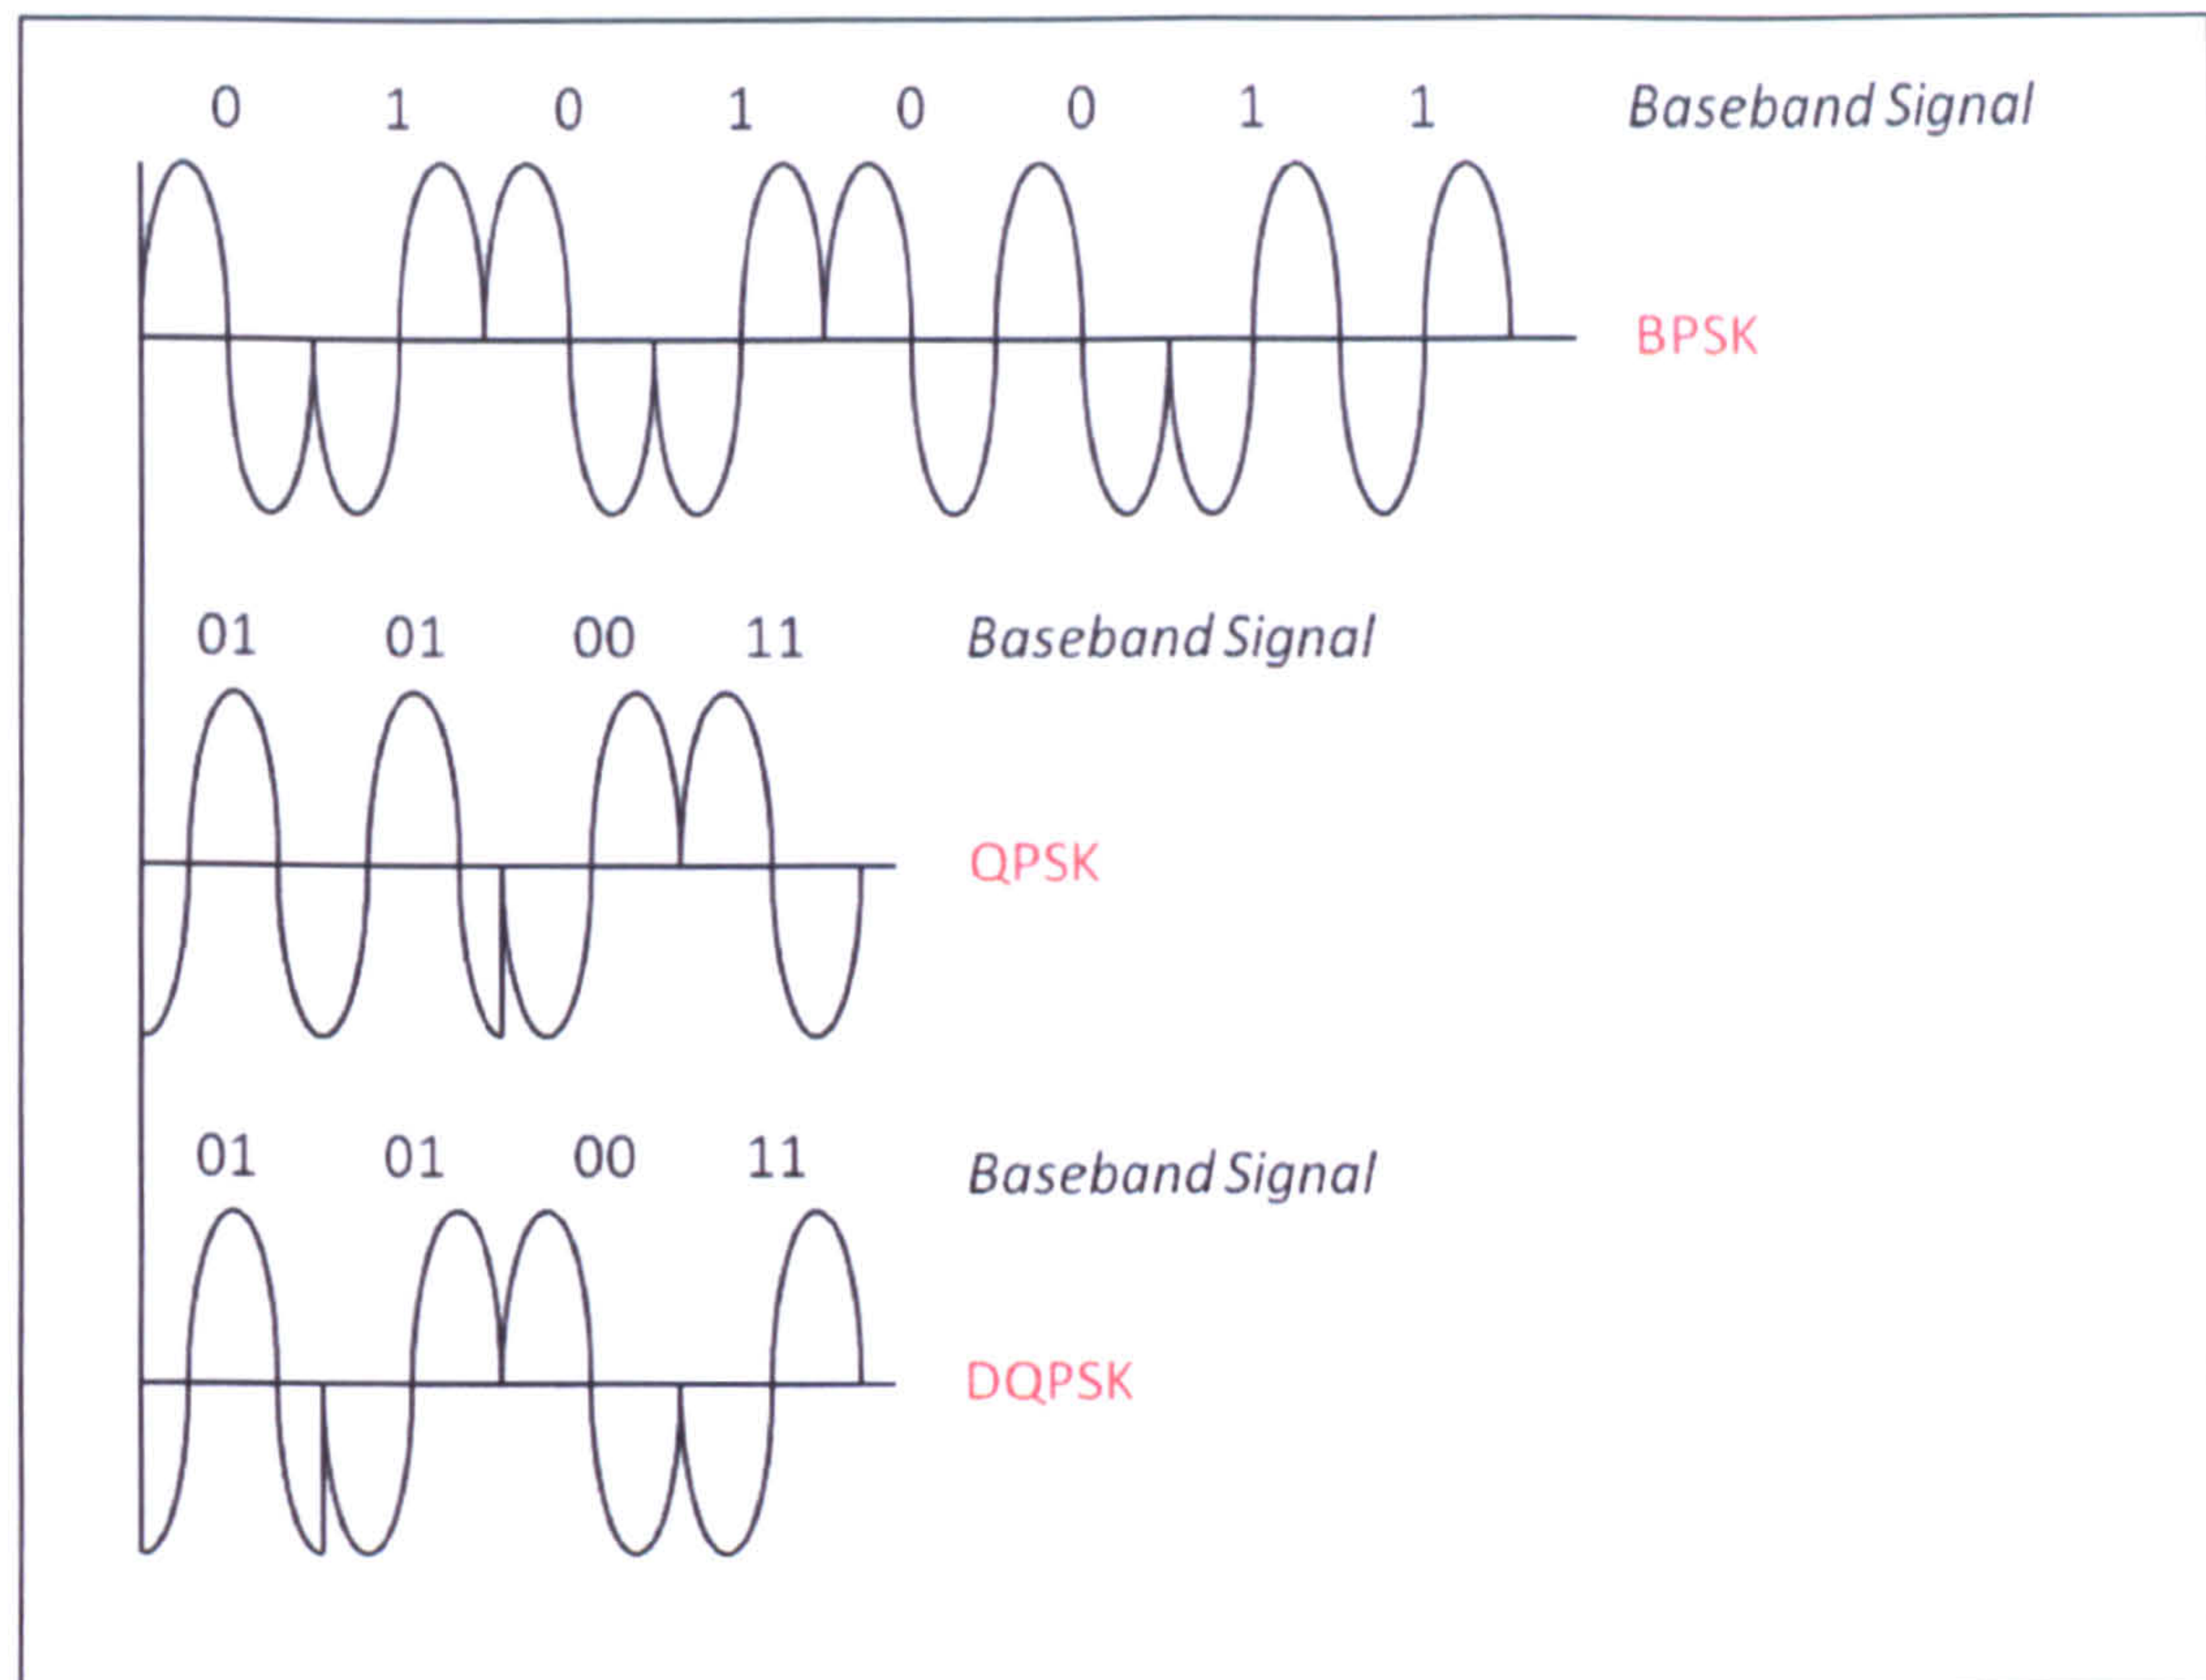 0 1 0 1 0 0 1 1 Baseband Signal
BPSK
01 01 00 11 Baseband Signal
QPSK
01 01 00 11 Baseband Signal
DQPSK